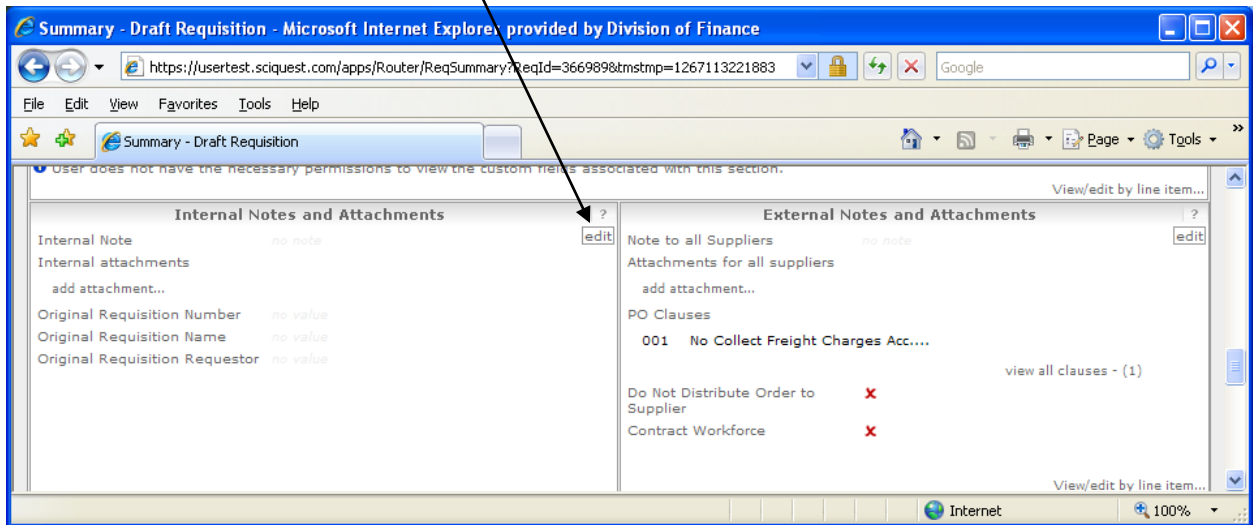 Summary - Draft Requisition - Microsoft Internet Explorer provided by Division of Finance
https://usertest.sciquest.com/apps/Router/ReqSummary?ReqId=366989&tmstmp=1267113221883
Google
File Edit View Favorites Tools Help
Summary - Draft Requisition
Page Tools
User does not have the necessary permissions to view the custom fields associated with this section.
View/edit by line item...
Internal Notes and Attachments ?
edit
Internal Note no note
Internal attachments
add attachment...
Original Requisition Number no value
Original Requisition Name no value
Original Requisition Requestor no value
External Notes and Attachments ?
edit
Note to all Suppliers no note
Attachments for all suppliers
add attachment...
PO Clauses
001 No Collect Freight Charges Acc....
view all clauses - (1)
Do Not Distribute Order to
Supplier
Contract Workforce
View/edit by line item...
Internet 100%